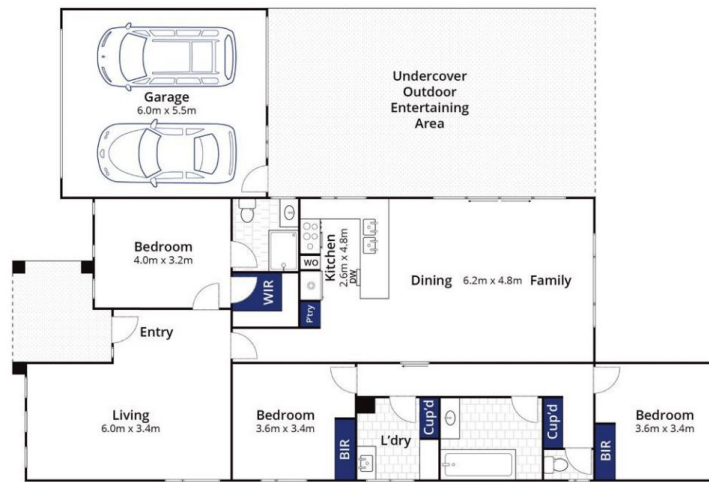 Garage
6.0m x 5.5m
Undercover
Outdoor
Entertaining
Area
Bedroom
4.0m x 3.2m
WIR
WO
P'try
Kitchen
2.6m x 4.8m
DW
Dining 6.2m x 4.8m Family
Entry
Living
6.0m x 3.4m
Bedroom
3.6m x 3.4m
BIR
L'dry
Cup'd
Cup'd
BIR
Bedroom
3.6m x 3.4m